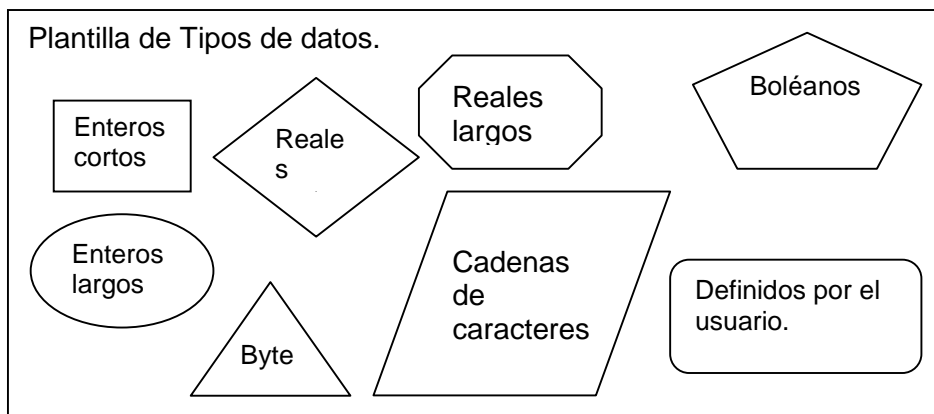 Plantilla de Tipos de datos.
Enteros
cortos
Reale
s
Reales
largos
Boléanos
Enteros
largos
Byte
Cadenas
de
caracteres
Definidos por el
usuario.